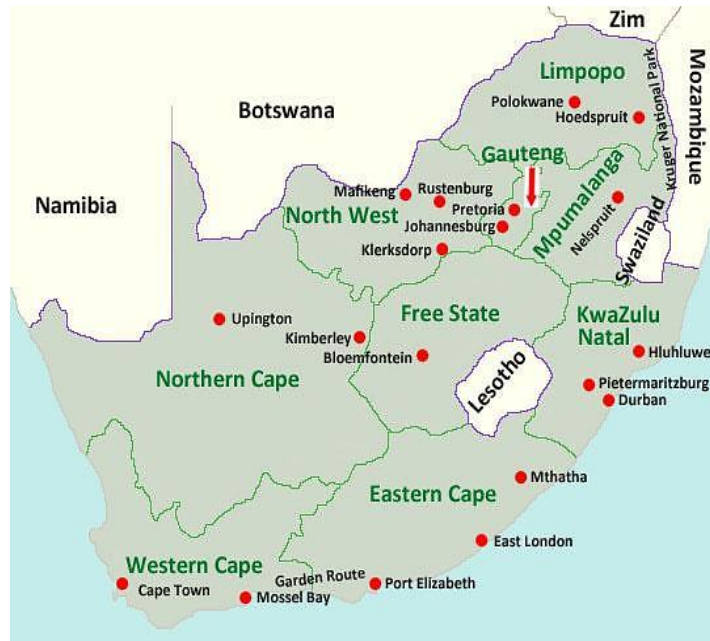 Zim
Limpopo
Polokwane
Hoedspruit
Kruger National Park
Mozambique
Botswana
Gauteng
Mpumalanga
Namibia
Mafikeng
Rustenburg
North West
Pretoria
Johannesburg
Nelspruit
Klerksdorp
Swaziland
Upington
Kimberley
Free State
Bloemfontein
KwaZulu
Natal
Hluhluwe
Northern Cape
Lesotho
Pietermaritzburg
Durban
Eastern Cape
Mthatha
East London
Western Cape
Cape Town
Garden Route
Mossel Bay
Port Elizabeth